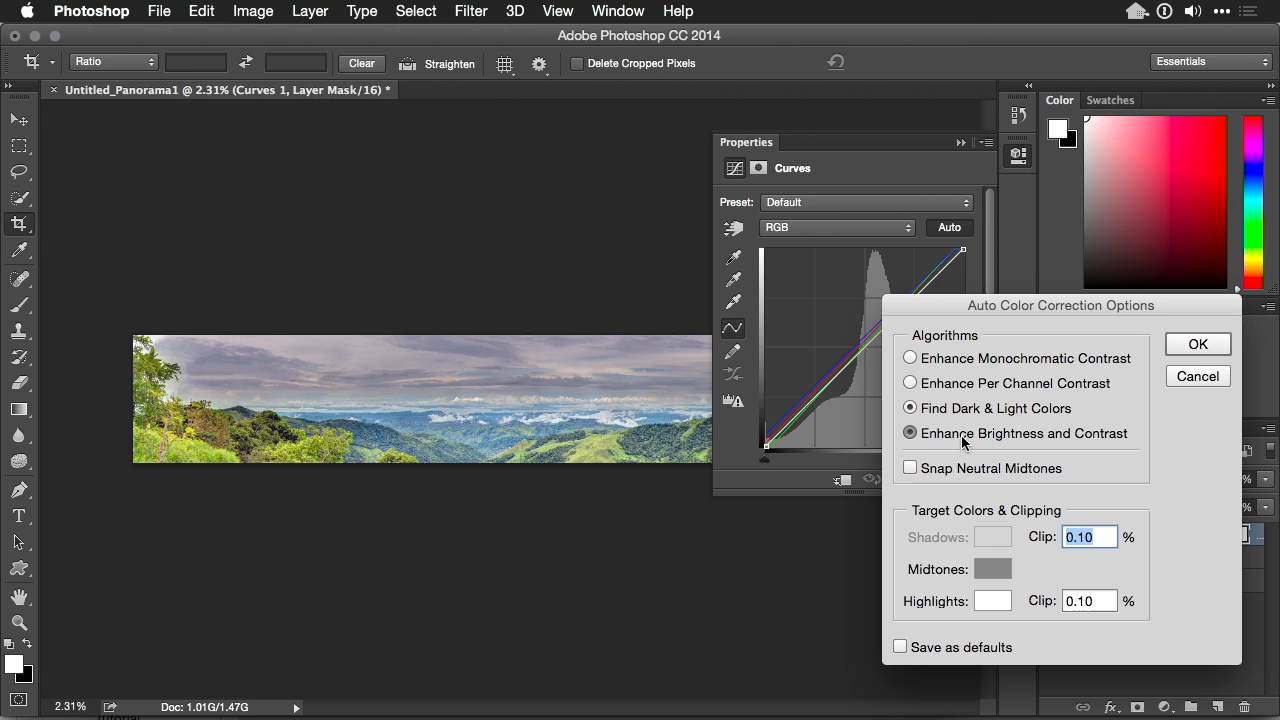 Photoshop File Edit Image Layer Type Select Filter 3D View Window Help
Adobe Photoshop CC 2014
Ratio Clear Straighten Delete Cropped Pixels Essentials
× Untitled_Panorama1 @ 2.31% (Curves 1, Layer Mask/16) *
Color Swatches
Properties
Curves
Preset: Default
RGB Auto
Auto Color Correction Options
Algorithms
Enhance Monochromatic Contrast
Enhance Per Channel Contrast
Find Dark & Light Colors
Enhance Brightness and Contrast
Snap Neutral Midtones
OK
Cancel
Target Colors & Clipping
Shadows: Clip: 0.10 %
Midtones:
Highlights: Clip: 0.10 %
Save as defaults
%
%
T
fx
2.31% Doc: 1.01G/1.47G